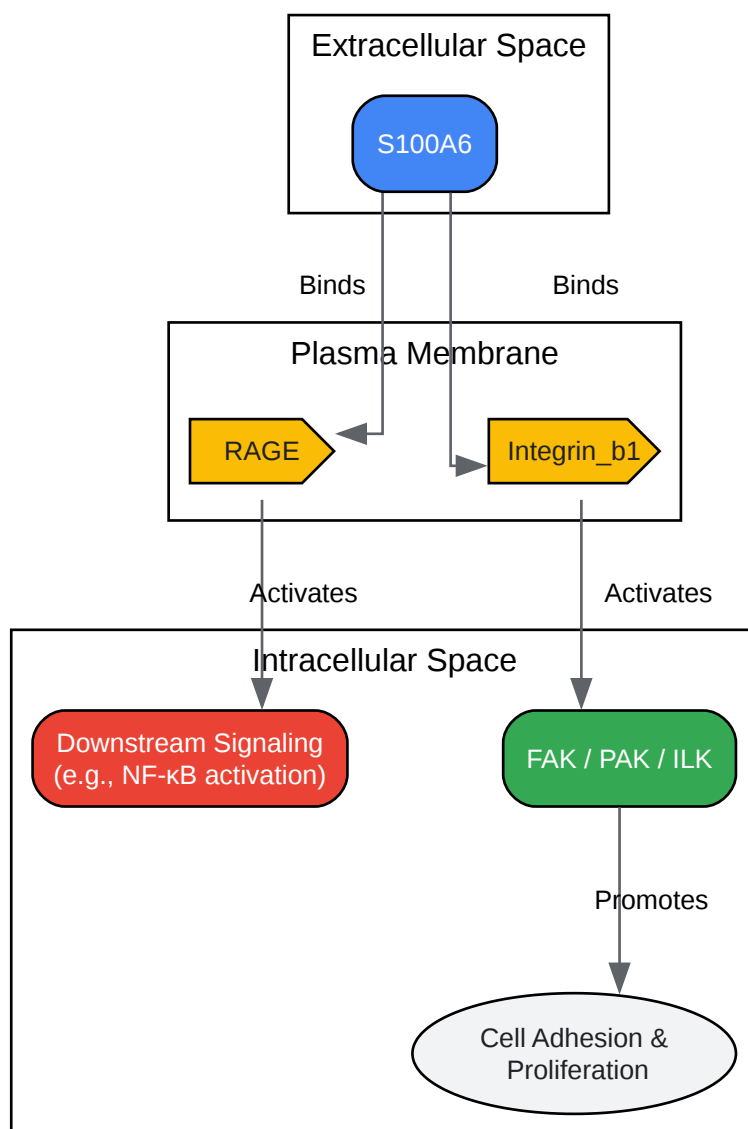 Extracellular Space
S100A6
Binds
Binds
Plasma Membrane
RAGE
Integrin_b1
Activates
Activates
Intracellular Space
Downstream Signaling
(e.g., NF-κB activation)
FAK / PAK / ILK
Promotes
Cell Adhesion &
Proliferation